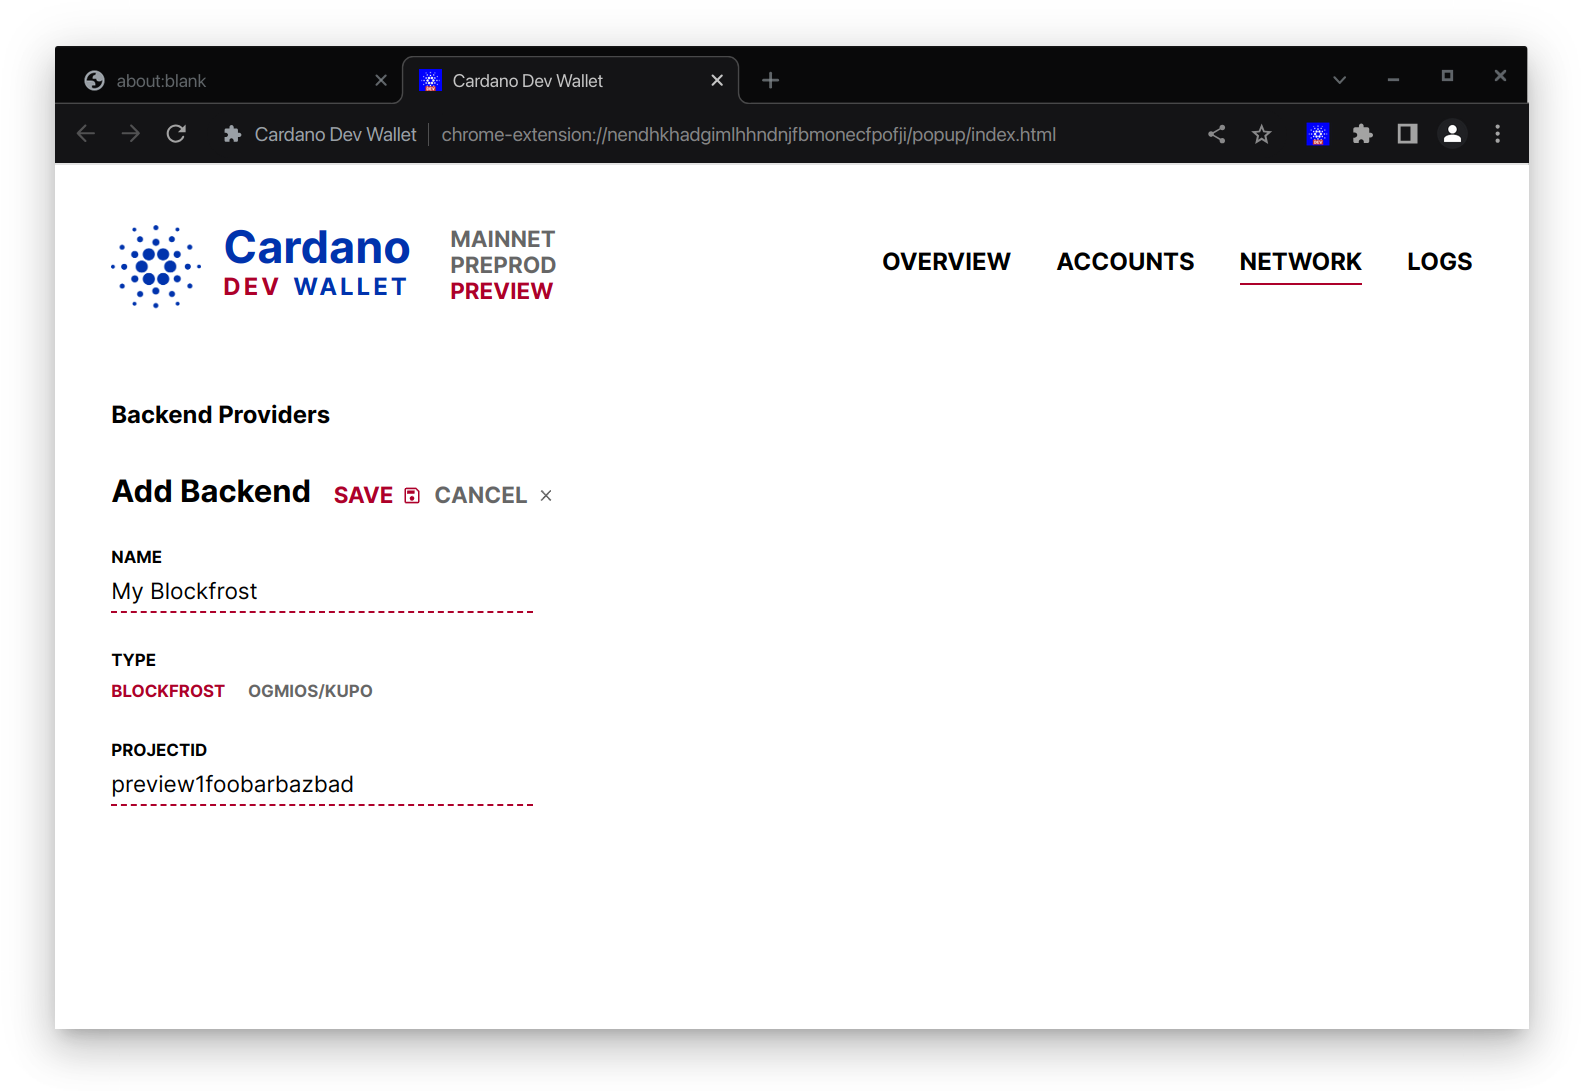 about:blank
Cardano Dev Wallet
Cardano Dev Wallet
chrome-extension://nendhkhadgimlhhndnjfbmonecfpofji/popup/index.html
Cardano
DEV WALLET
MAINNET
PREPROD
PREVIEW
OVERVIEW
ACCOUNTS
NETWORK
LOGS
Backend Providers
Add Backend
SAVE
CANCEL
NAME
My Blockfrost
TYPE
BLOCKFROST
OGMIOS/KUPO
PROJECTID
preview1foobarbazbad